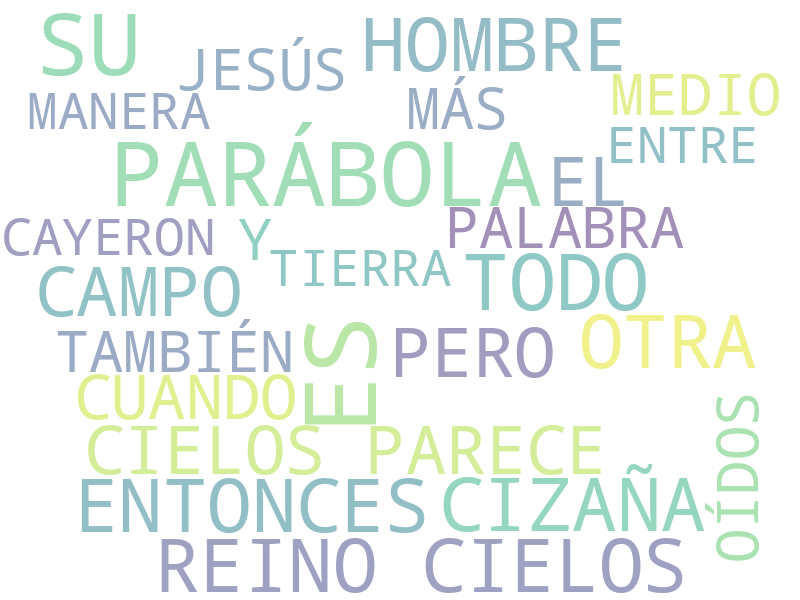 SU
JESÚS
HOMBRE
MEDIO
MANERA
MÁS
ENTRE
PARÁBOLA
EL
CAYERON
Y
PALABRA
TIERRA
CAMPO
TODO
TAMBIÉN
ES
PERO
OTRA
CUANDO
CIELOS PARECE
OÍDOS
ENTONCES
CIZAÑA
REINO CIELOS